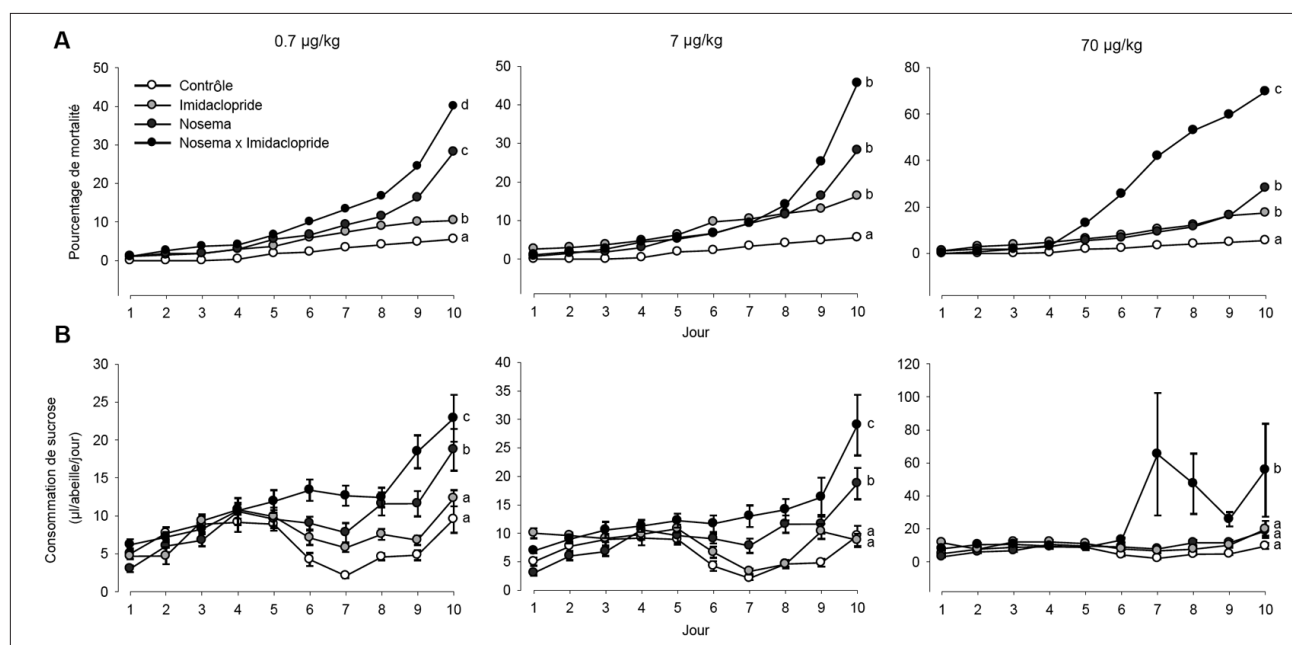 A
0.7 µg/kg
7 µg/kg
70 µg/kg
Pourcentage de mortalité
50
40
30
20
10
0
Contrôle
Imidaclopride
Nosema
Nosema x Imidaclopride
d
c
b
a
1 2 3 4 5 6 7 8 9 10
50
40
30
20
10
0
b
b
b
a
1 2 3 4 5 6 7 8 9 10
Jour
80
60
40
20
0
c
b
b
a
1 2 3 4 5 6 7 8 9 10
B
Consommation de sucrose
(µl/labeille/jour)
30
25
20
15
10
5
0
c
b
a
a
1 2 3 4 5 6 7 8 9 10
40
35
30
25
20
15
10
5
0
c
b
a
a
1 2 3 4 5 6 7 8 9 10
Jour
120
100
80
60
40
20
0
b
a
a
a
1 2 3 4 5 6 7 8 9 10